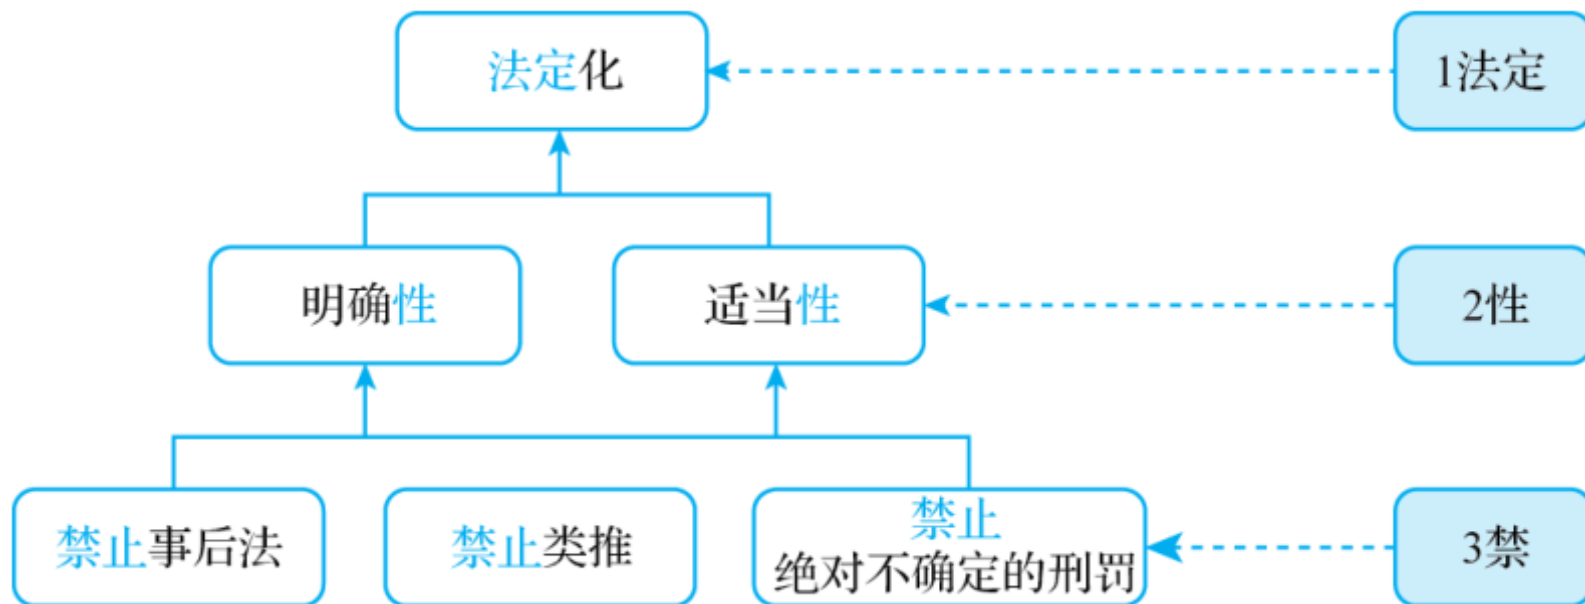 法定化
1法定
明确性
适当性
2性
禁止事后法
禁止类推
禁止
绝对不确定的刑罚
3禁